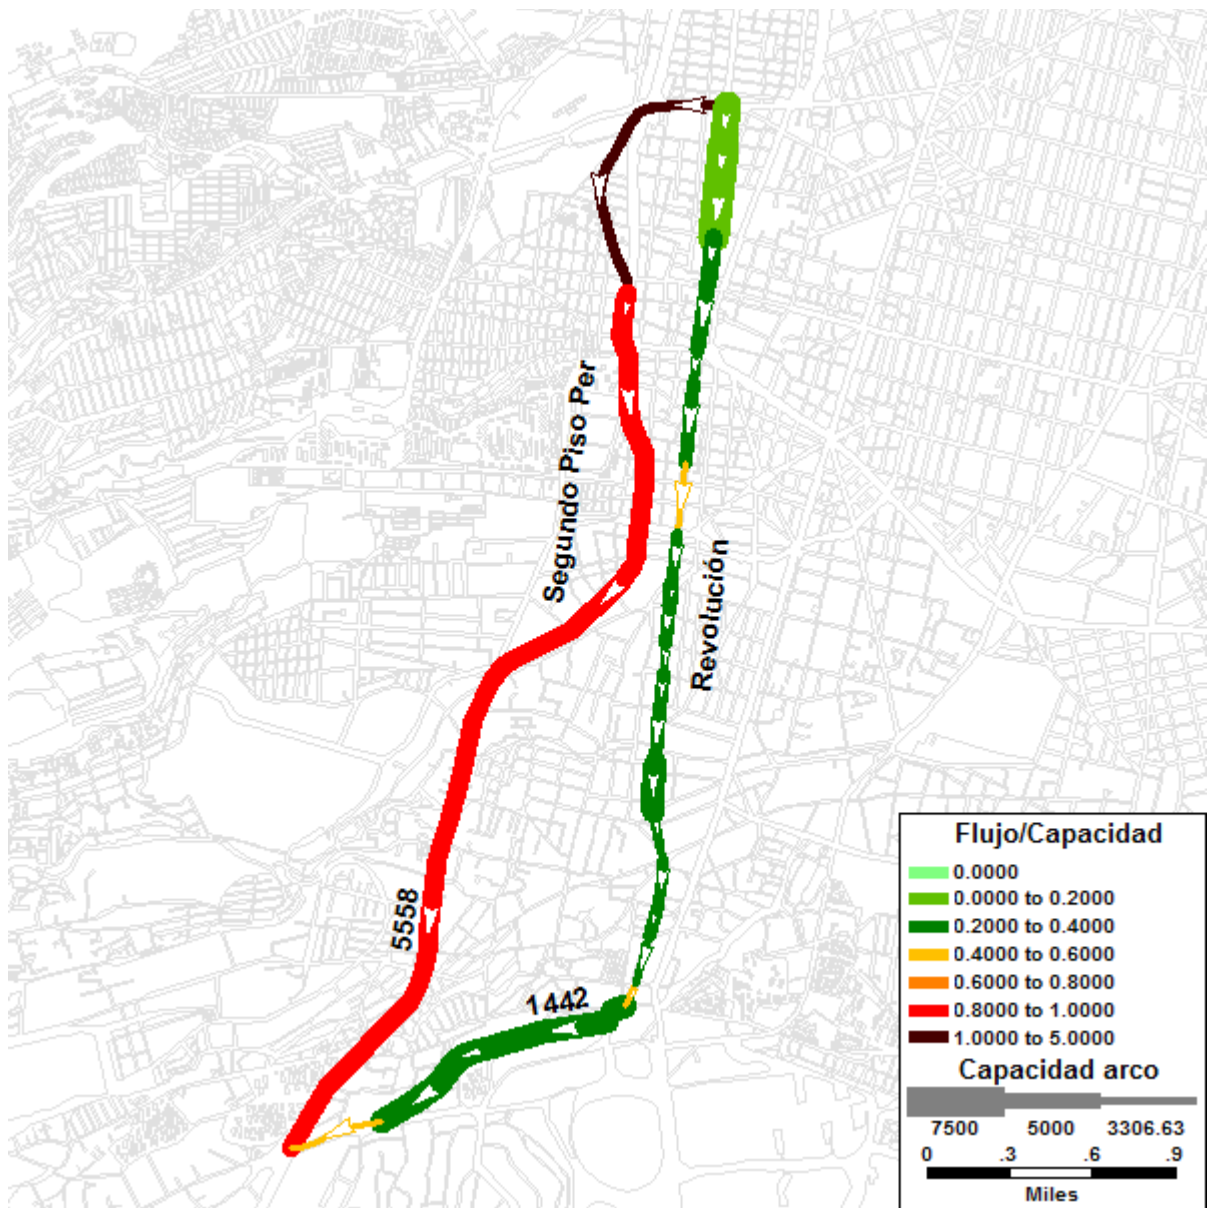 Segundo Piso Per
Revolución
5558
1442
Flujo/Capacidad
0.0000
0.0000 to 0.2000
0.2000 to 0.4000
0.4000 to 0.6000
0.6000 to 0.8000
0.8000 to 1.0000
1.0000 to 5.0000
Capacidad arco
7500 5000 3306.63
0 .3 .6 .9
Miles